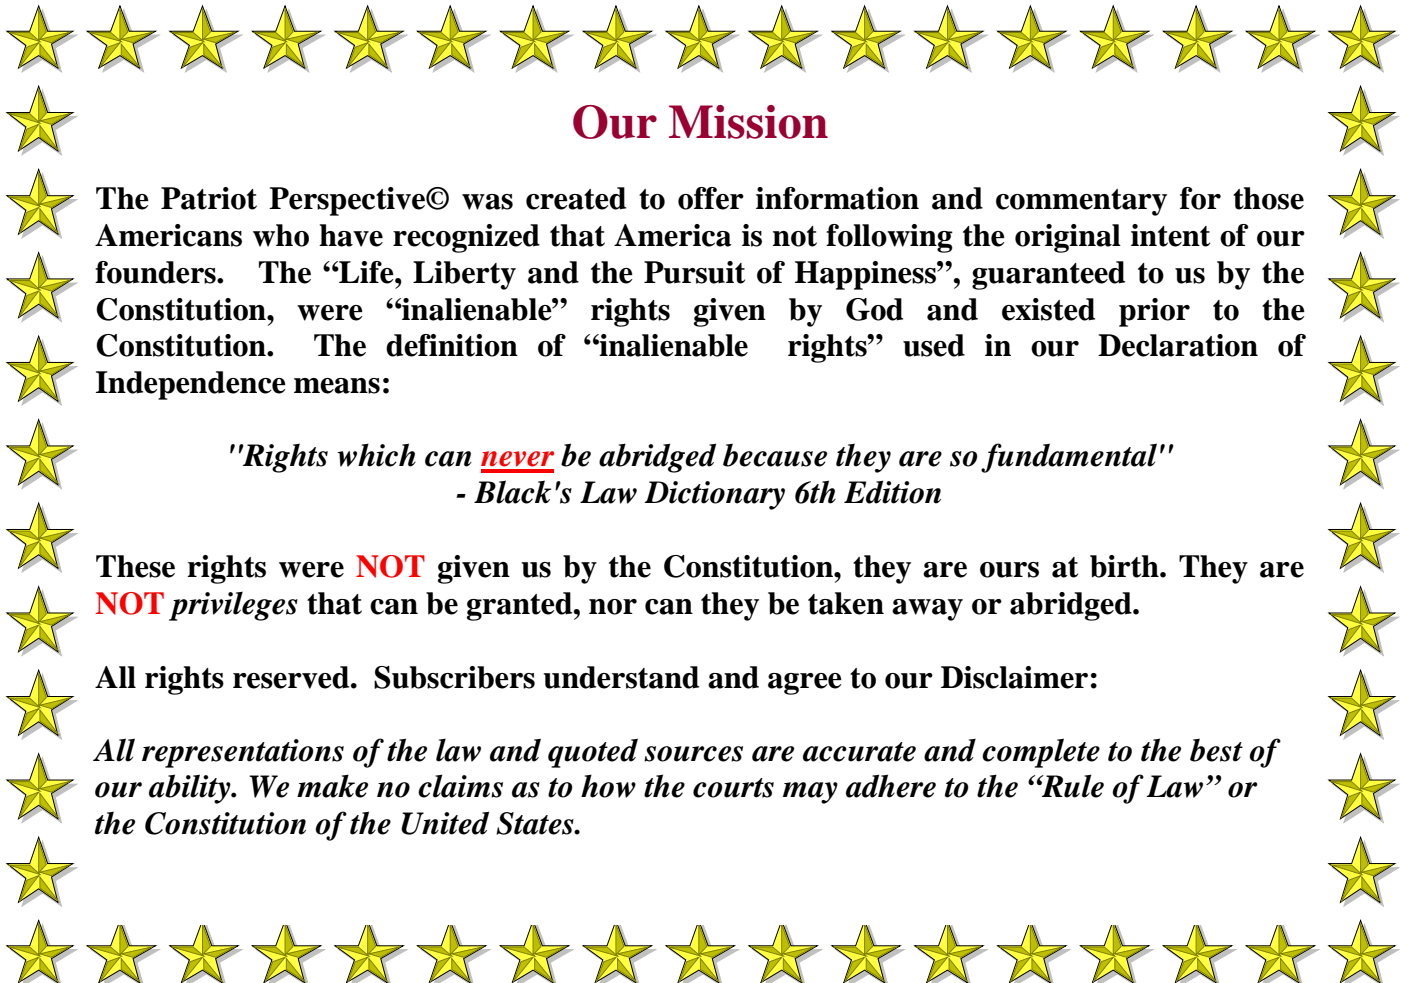 Our Mission
The Patriot Perspective© was created to offer information and commentary for those
Americans who have recognized that America is not following the original intent of our
founders. The “Life, Liberty and the Pursuit of Happiness”, guaranteed to us by the
Constitution, were “inalienable” rights given by God and existed prior to the
Constitution. The definition of “inalienable rights” used in our Declaration of
Independence means:
"Rights which can never be abridged because they are so fundamental"
- Black's Law Dictionary 6th Edition
These rights were NOT given us by the Constitution, they are ours at birth. They are
NOT privileges that can be granted, nor can they be taken away or abridged.
All rights reserved. Subscribers understand and agree to our Disclaimer:
All representations of the law and quoted sources are accurate and complete to the best of
our ability. We make no claims as to how the courts may adhere to the “Rule of Law” or
the Constitution of the United States.